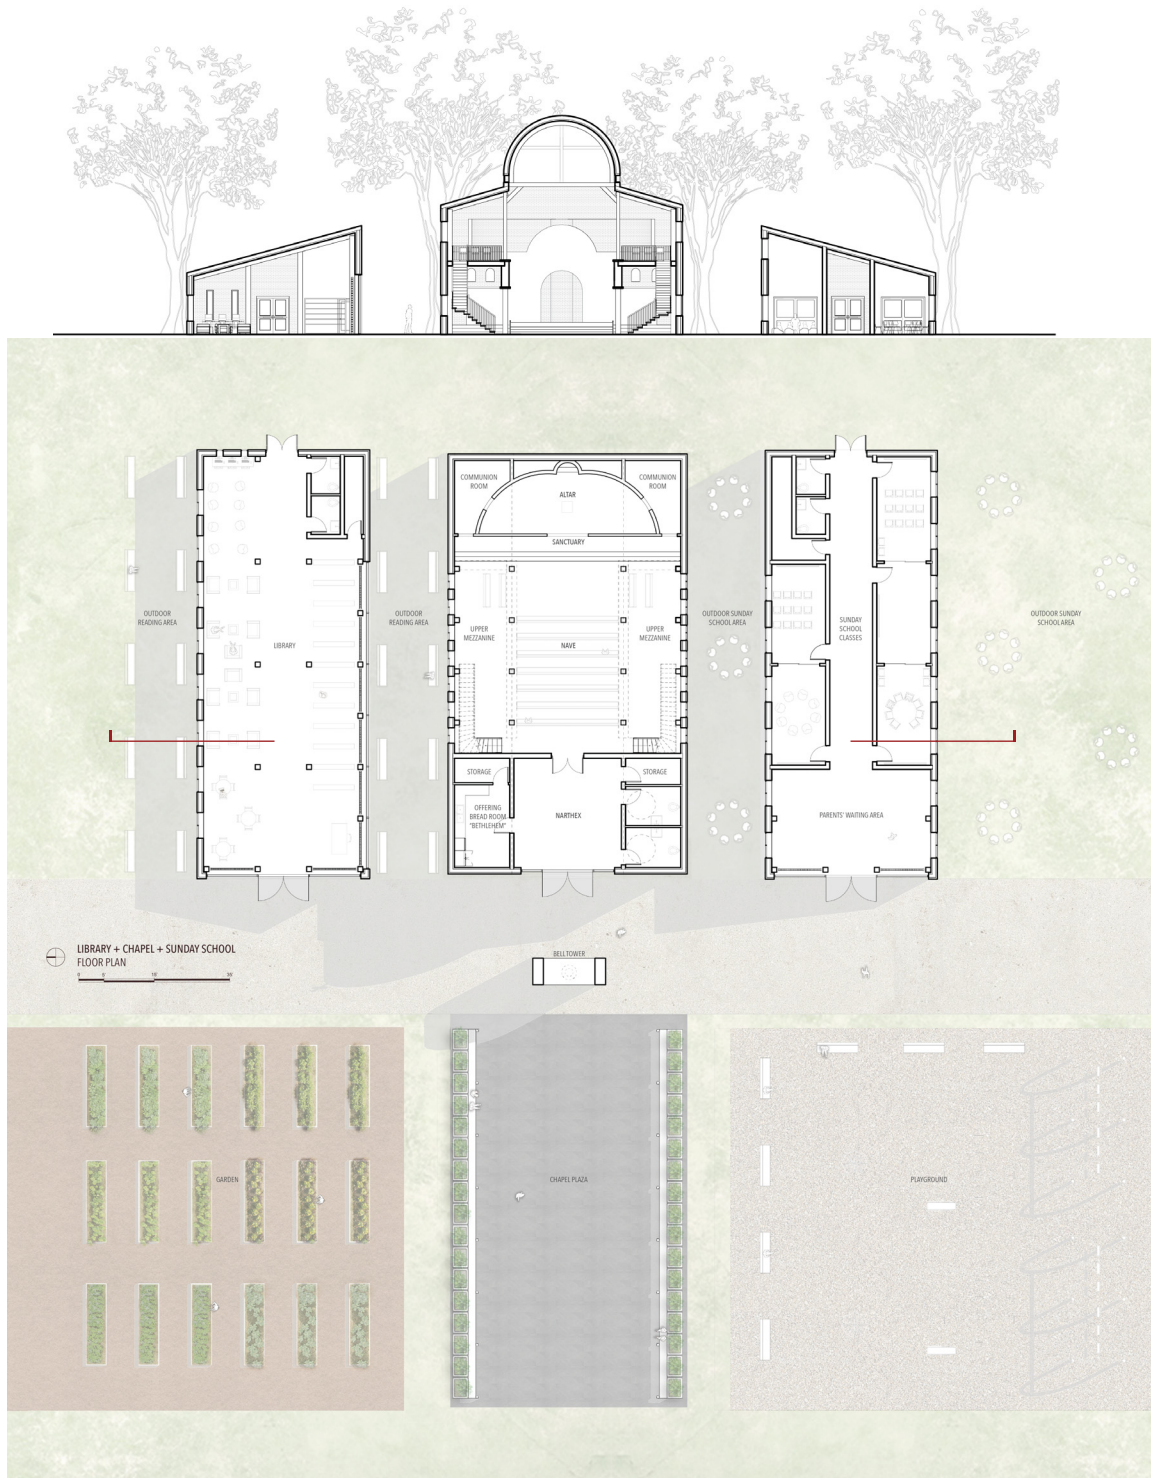 COMMUNION
ROOM
ALTAR
COMMUNION
ROOM
SANCTUARY
OUTDOOR
READING AREA
OUTDOOR
READING AREA
LIBRARY
UPPER
MEZZANINE
NAVE
UPPER
MEZZANINE
OUTDOOR SUNDAY
SCHOOL AREA
SUNDAY
SCHOOL
CLASSES
OUTDOOR SUNDAY
SCHOOL AREA
STORAGE
STORAGE
OFFERING
BREAD ROOM
"BETHLEHEM"
NARTHEX
PARENTS' WAITING AREA
LIBRARY + CHAPEL + SUNDAY SCHOOL
FLOOR PLAN
BELL TOWER
GARDEN
CHAPEL PLAZA
PLAYGROUND